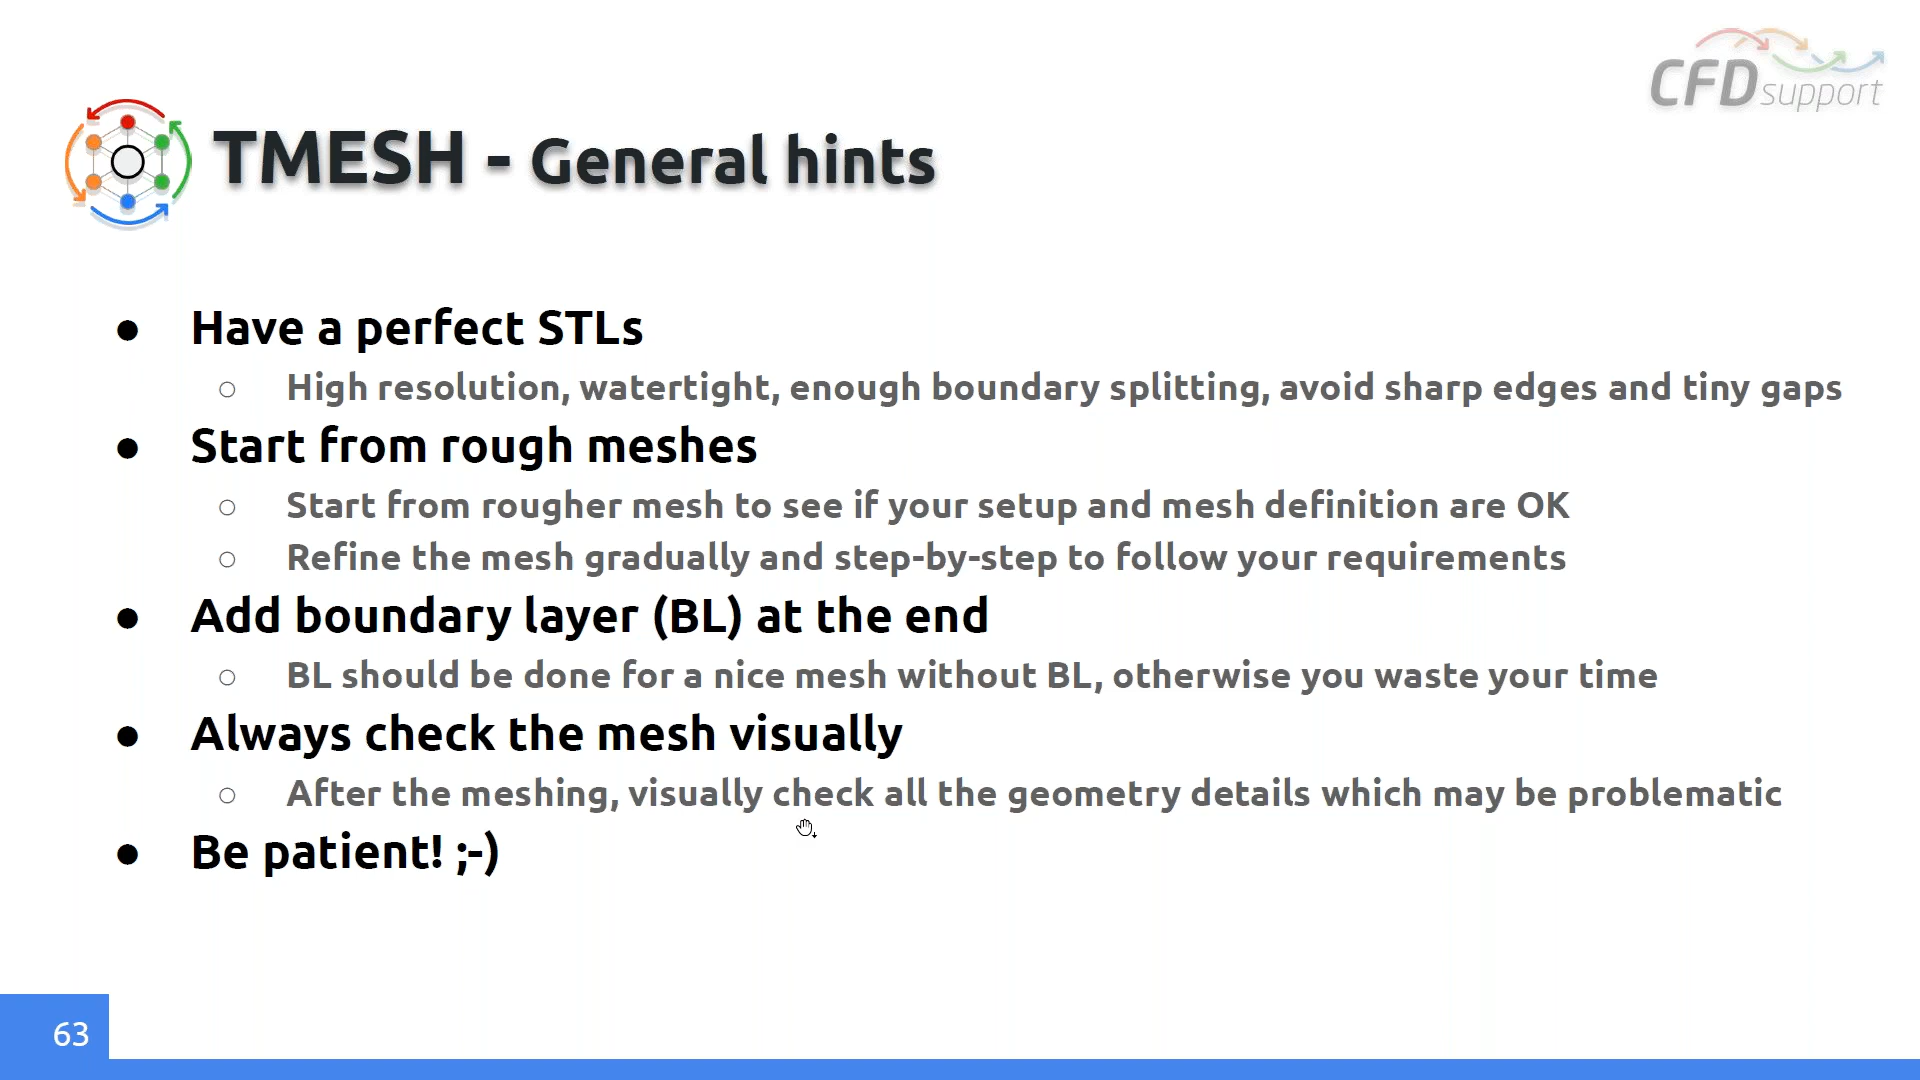 CFDsupport
TMESH - General hints
● Have a perfect STLs
○ High resolution, watertight, enough boundary splitting, avoid sharp edges and tiny gaps
● Start from rough meshes
○ Start from rougher mesh to see if your setup and mesh definition are OK
○ Refine the mesh gradually and step-by-step to follow your requirements
● Add boundary layer (BL) at the end
○ BL should be done for a nice mesh without BL, otherwise you waste your time
● Always check the mesh visually
○ After the meshing, visually check all the geometry details which may be problematic
● Be patient! ;-)
63